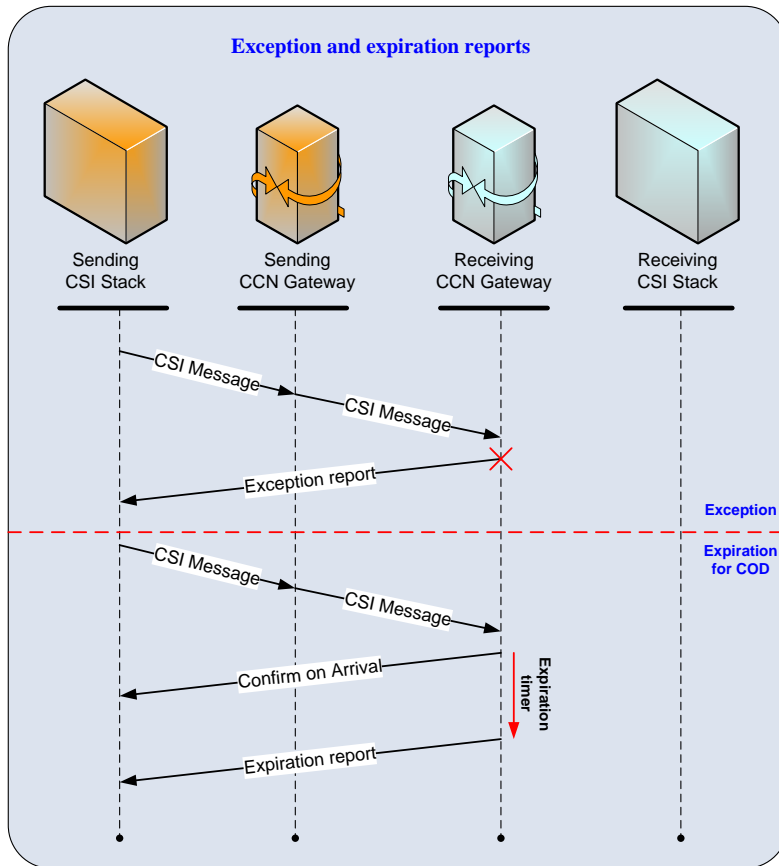 Exception and expiration reports
Sending
CSI Stack
Sending
CCN Gateway
Receiving
CCN Gateway
Receiving
CSI Stack
CSI Message
CSI Message
Exception report
Exception
Expiration
for COD
CSI Message
CSI Message
Confirm on Arrival
Expiration
timer
Expiration report